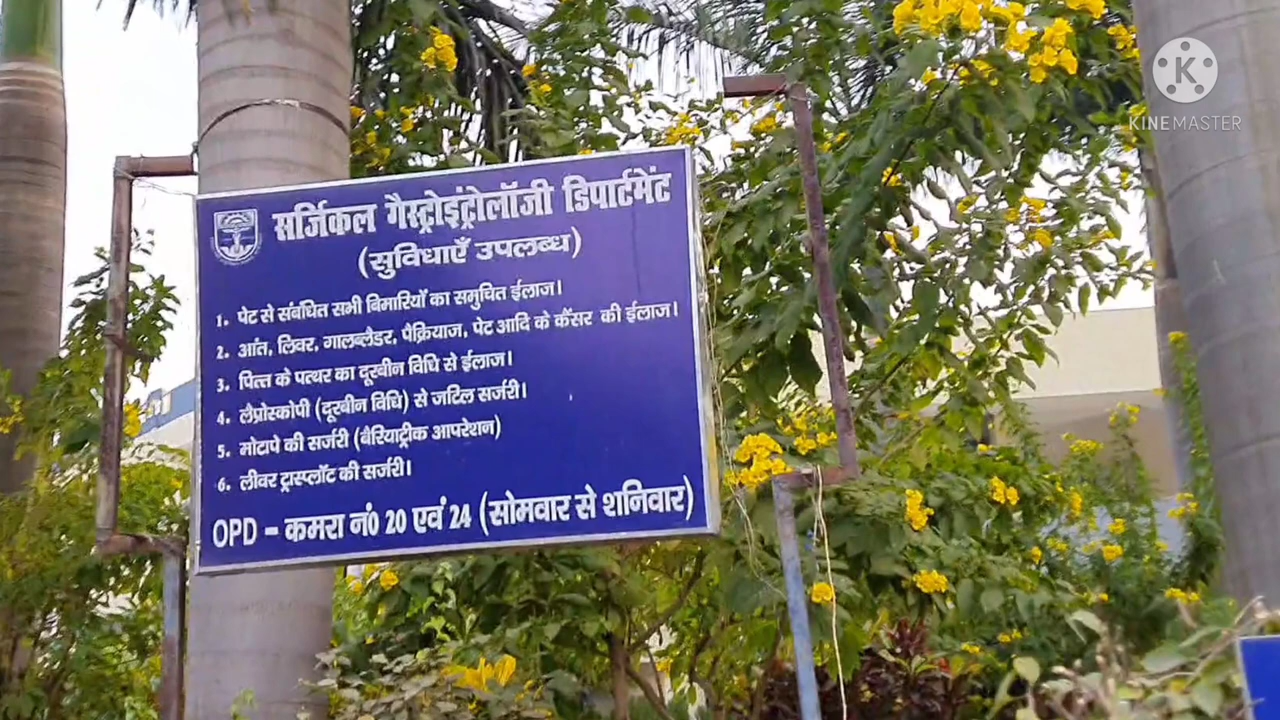 सर्जिकल गैस्ट्रोइंट्रोलॉजी डिपार्टमेंट
(सुविधाएँ उपलब्ध)
1. पेट से संबंधित सभी बिमारियों का समुचित ईलाज।
2. आंत, लिवर, गालब्लैडर, पैंक्रियाज, पेट आदि के कैंसर की ईलाज।
3. पित्त के पत्थर का दूरबीन विधि से ईलाज।
4. लैप्रोस्कोपी (दूरबीन विधि) से जटिल सर्जरी।
5. मोटापे की सर्जरी (बैरियाट्रीक आपरेशन)
6. लीवर ट्रास्प्लॉट की सर्जरी।
OPD - कमरा नं0 20 एवं 24 (सोमवार से शनिवार)
K
KINEMASTER